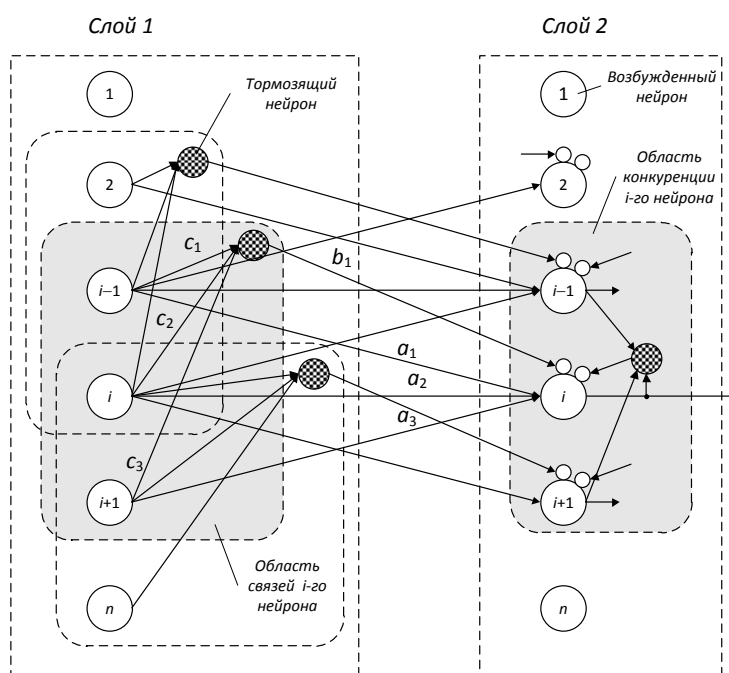 Слой 1
Слой 2
1
Тормозящий
нейрон
1
Возбужденный
нейрон
2
2
Область
конкуренции
i-го нейрона
c1
b1
i−1
i−1
c2
a1
i
a2
i
a3
c3
i+1
i+1
Область
связей i-го
нейрона
n
n